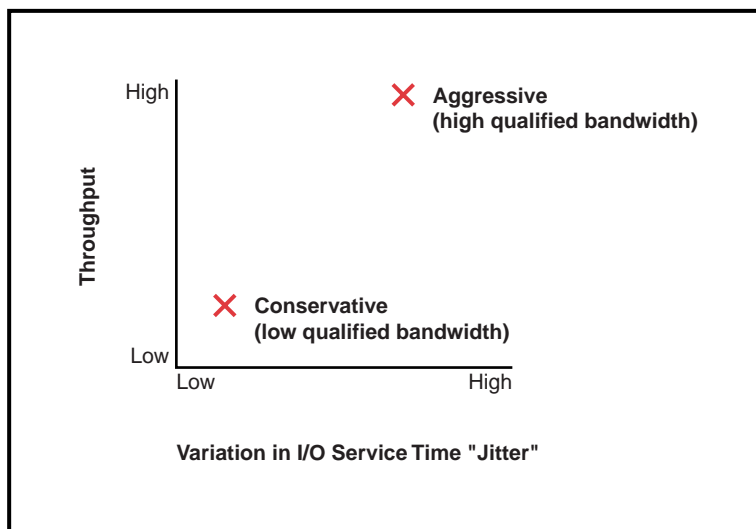 High
Aggressive
(high qualified bandwidth)
Throughput
Conservative
(low qualified bandwidth)
Low
Low
High
Variation in I/O Service Time "Jitter"